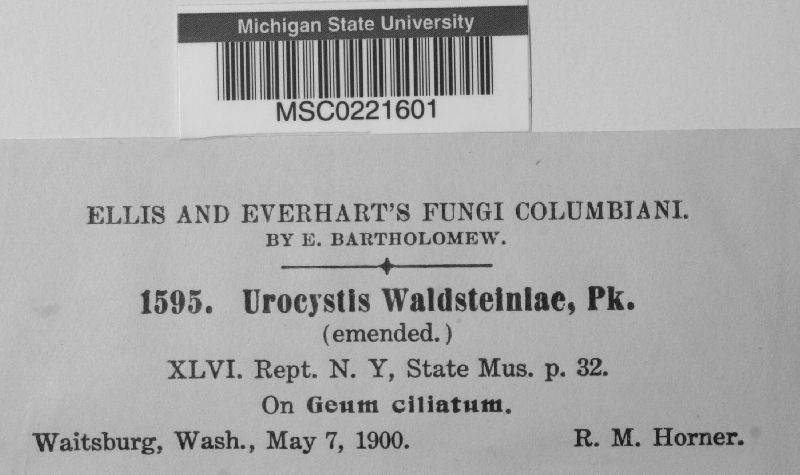 Michigan State University
MSC0221601
ELLIS AND EVERHART'S FUNGI COLUMBIANI.
BY E. BARTHOLOMEW.
1595. Urocystis Waldsteiniae, Pk.
(emended.)
XLVI. Rept. N. Y, State Mus. p. 32.
On Geum ciliatum.
Waitsburg, Wash., May 7, 1900. R. M. Horner.